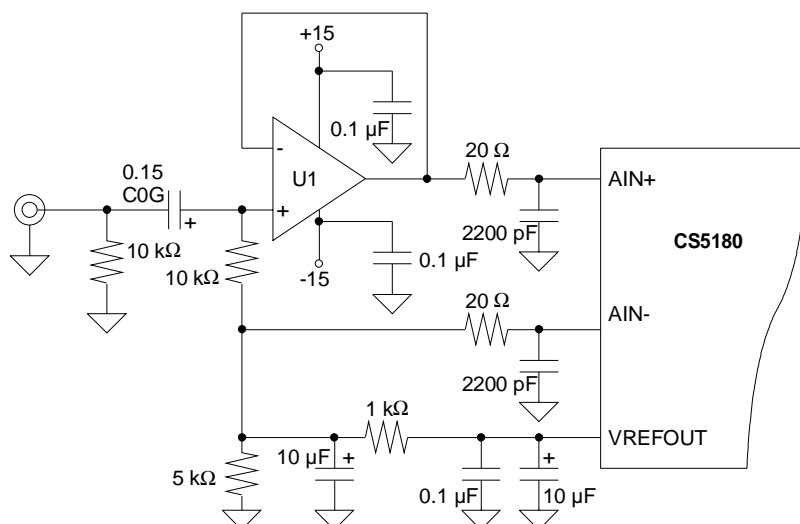 +15
0.1 µF
-
U1
+
-15
0.1 µF
0.15
C0G
+
10 kΩ
10 kΩ
20 Ω
AIN+
2200 pF
CS5180
20 Ω
AIN-
2200 pF
1 kΩ
VREFOUT
10 µF
+
5 kΩ
0.1 µF
+
10 µF